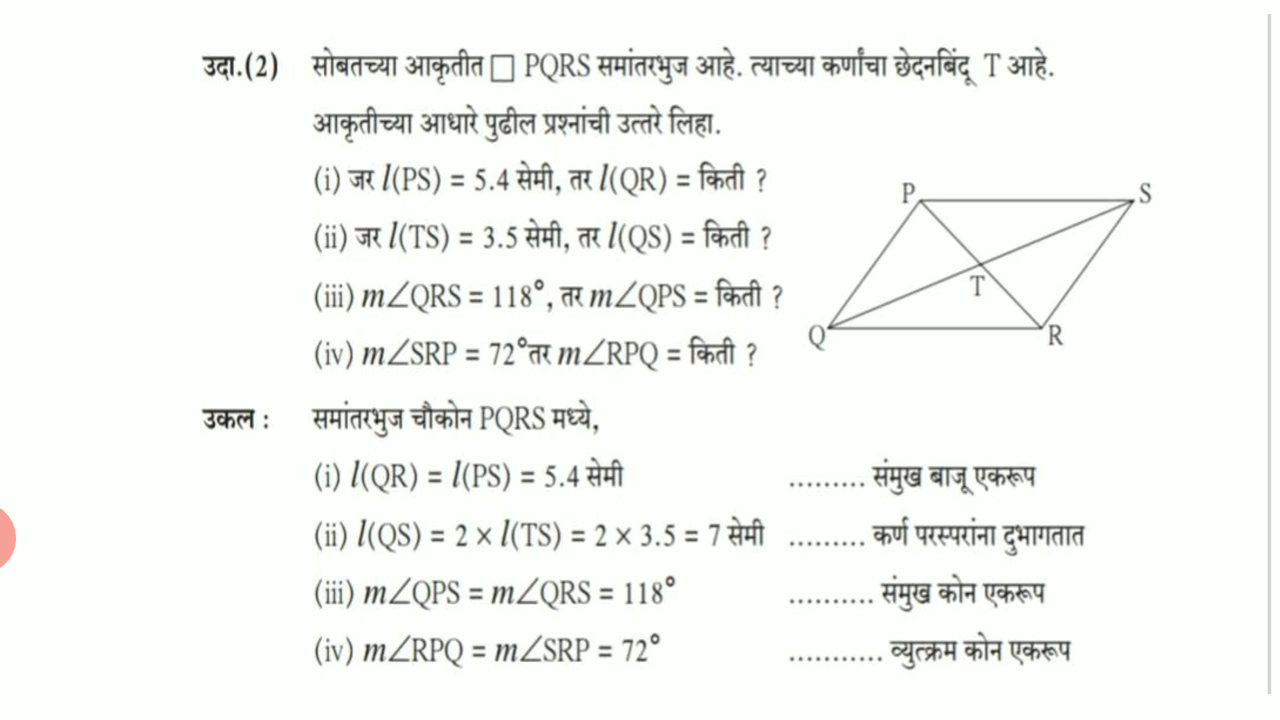 उदा.(2) सोबतच्या आकृतीत □ PQRS समांतरभुज आहे. त्याच्या कर्णांचा छेदनबिंदू T आहे.
आकृतीच्या आधारे पुढील प्रश्नांची उत्तरे लिहा.
(i) जर l(PS) = 5.4 सेमी, तर l(QR) = किती ?
(ii) जर l(TS) = 3.5 सेमी, तर l(QS) = किती ?
(iii) m∠QRS = 118°, तर m∠QPS = किती ?
(iv) m∠SRP = 72°तर m∠RPQ = किती ?
P S
T
Q R
उकल : समांतरभुज चौकोन PQRS मध्ये,
(i) l(QR) = l(PS) = 5.4 सेमी ......... संमुख बाजू एकरूप
(ii) l(QS) = 2 × l(TS) = 2 × 3.5 = 7 सेमी ......... कर्ण परस्परांना दुभागतात
(iii) m∠QPS = m∠QRS = 118° .......... संमुख कोन एकरूप
(iv) m∠RPQ = m∠SRP = 72° ........... व्युत्क्रम कोन एकरूप